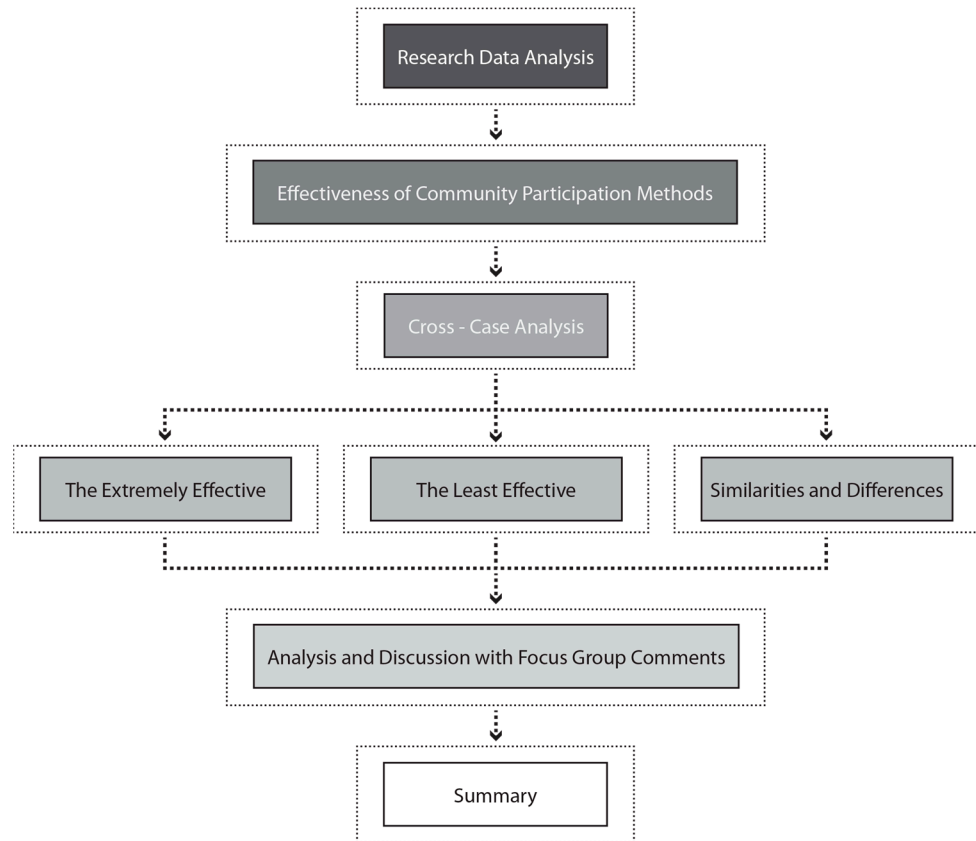 Research Data Analysis
Effectiveness of Community Participation Methods
Cross - Case Analysis
The Extremely Effective
The Least Effective
Similarities and Differences
Analysis and Discussion with Focus Group Comments
Summary